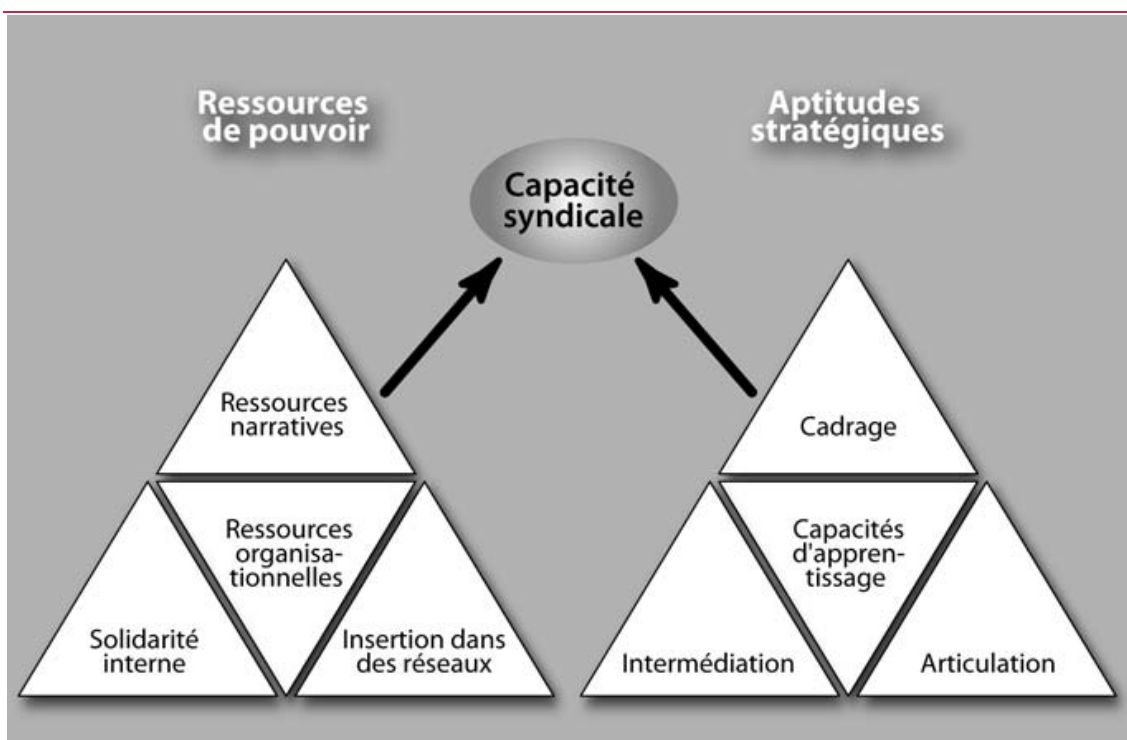 Ressources
de pouvoir
Aptitudes
stratégiques
Capacité
syndicale
Ressources
narratives
Ressources
organisa-
tionnelles
Solidarité
interne
Insertion dans
des réseaux
Cadrage
Capacités
d'appren-
tissage
Intermédiation
Articulation